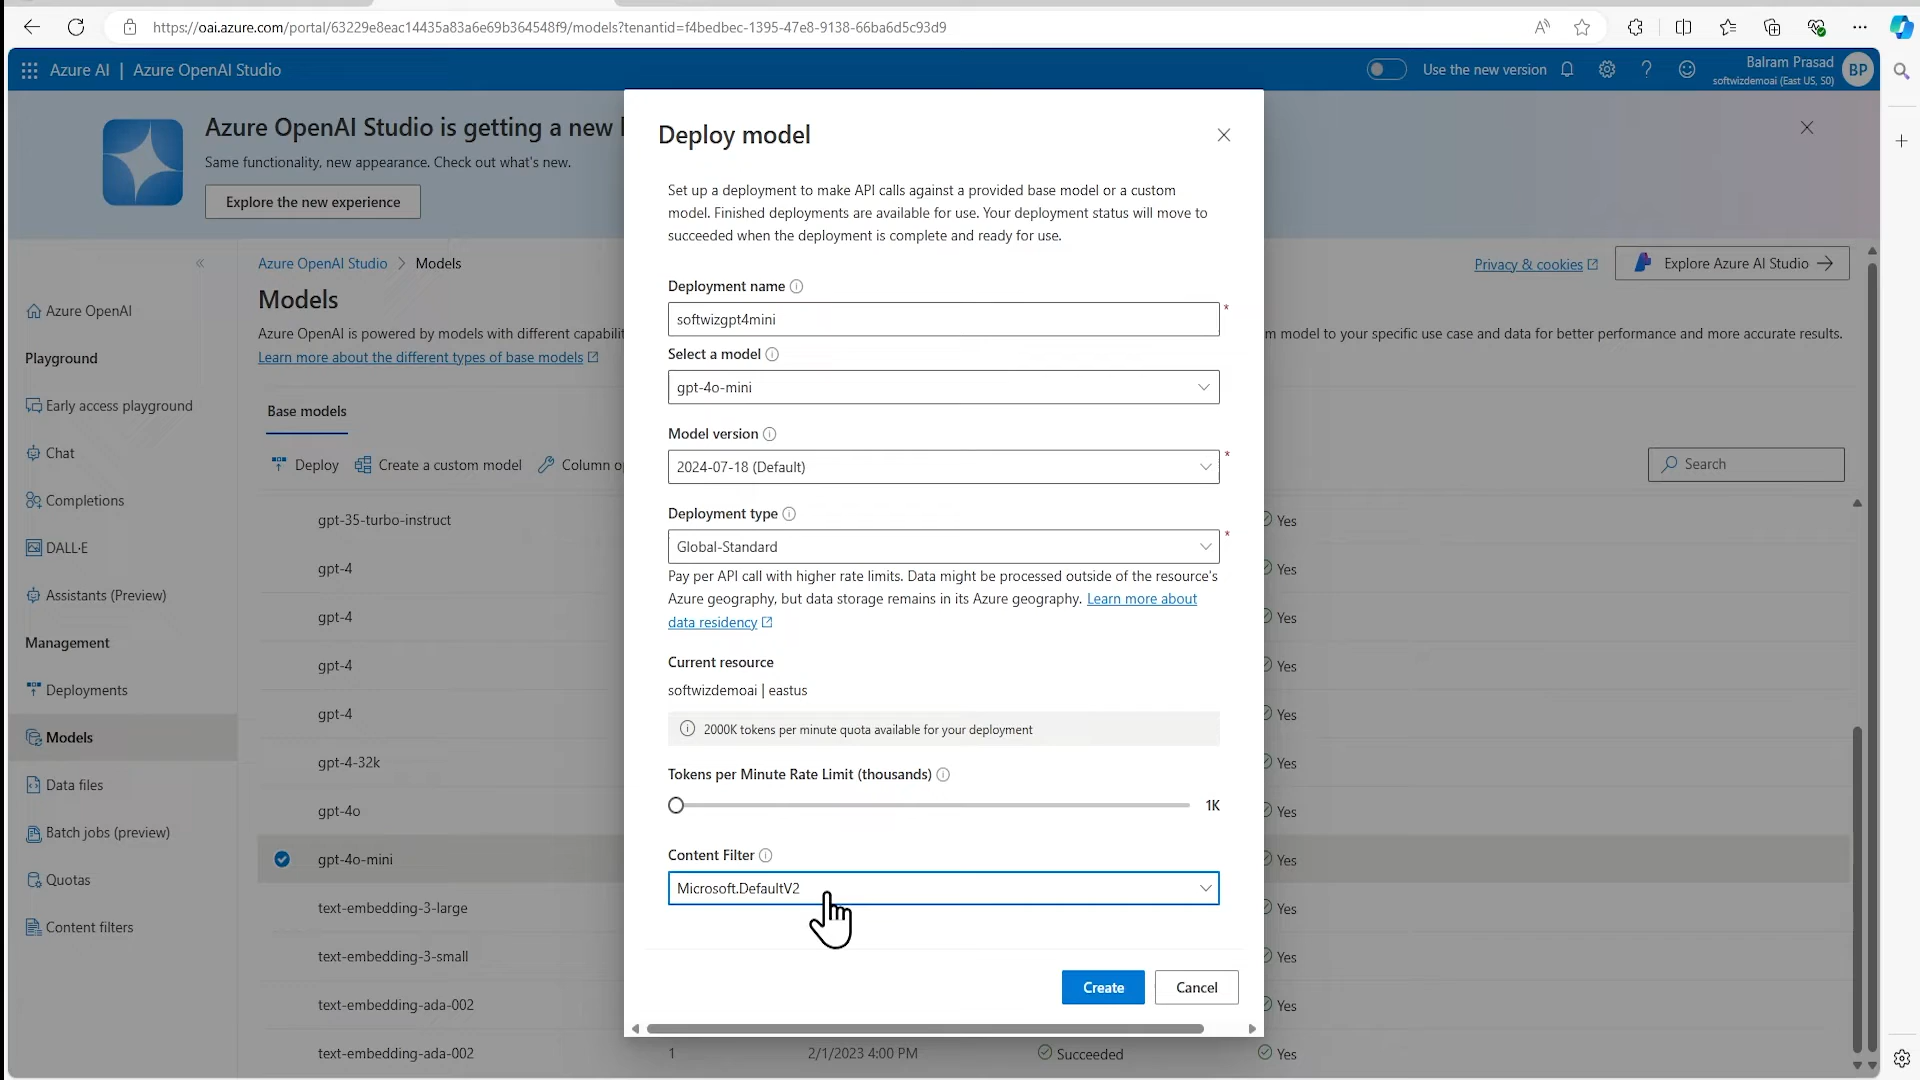 https://oai.azure.com/portal/63229e8eac14435a83a6e69b364548f9/models?tenantid=f4bedbec-1395-47e8-9138-66ba6d5c93d9
Azure AI | Azure OpenAI Studio
Use the new version
Balram Prasad
softwizdemoai (East US, S0)
BP
Azure OpenAI Studio is getting a new
Same functionality, new appearance. Check out what's new.
Explore the new experience
Azure OpenAI
Playground
Early access playground
Chat
Completions
DALL·E
Assistants (Preview)
Management
Deployments
Models
Data files
Batch jobs (preview)
Quotas
Content filters
Azure OpenAI Studio > Models
Privacy & cookies
Explore Azure AI Studio
Models
Azure OpenAI is powered by models with different capabilit
m model to your specific use case and data for better performance and more accurate results.
Learn more about the different types of base models
Base models
Deploy
Create a custom model
Column o
Search
gpt-35-turbo-instruct
Yes
gpt-4
Yes
gpt-4
Yes
gpt-4
Yes
gpt-4
Yes
gpt-4-32k
Yes
gpt-4o
Yes
gpt-4o-mini
Yes
text-embedding-3-large
Yes
text-embedding-3-small
Yes
text-embedding-ada-002
Yes
text-embedding-ada-002
1
2/1/2023 4:00 PM
Succeeded
Yes
Deploy model
Set up a deployment to make API calls against a provided base model or a custom
model. Finished deployments are available for use. Your deployment status will move to
succeeded when the deployment is complete and ready for use.
Deployment name
softwizgpt4mini
*
Select a model
gpt-4o-mini
Model version
2024-07-18 (Default)
*
Deployment type
Global-Standard
*
Pay per API call with higher rate limits. Data might be processed outside of the resource's
Azure geography, but data storage remains in its Azure geography. Learn more about
data residency
Current resource
softwizdemoai | eastus
2000K tokens per minute quota available for your deployment
Tokens per Minute Rate Limit (thousands)
1K
Content Filter
Microsoft.DefaultV2
Create
Cancel